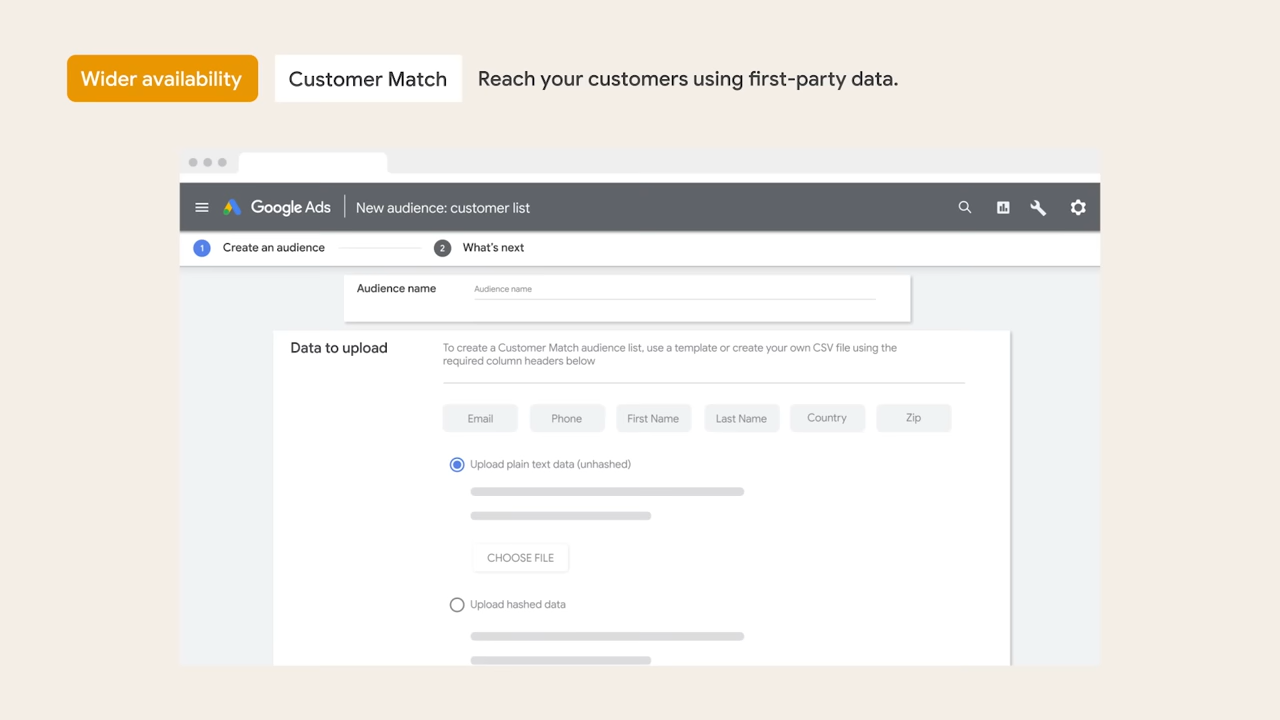 Wider availability
Customer Match
Reach your customers using first-party data.
Google Ads
New audience: customer list
1
Create an audience
2
What's next
Audience name
Audience name
Data to upload
To create a Customer Match audience list, use a template or create your own CSV file using the
required column headers below
Email
Phone
First Name
Last Name
Country
Zip
Upload plain text data (unhashed)
CHOOSE FILE
Upload hashed data